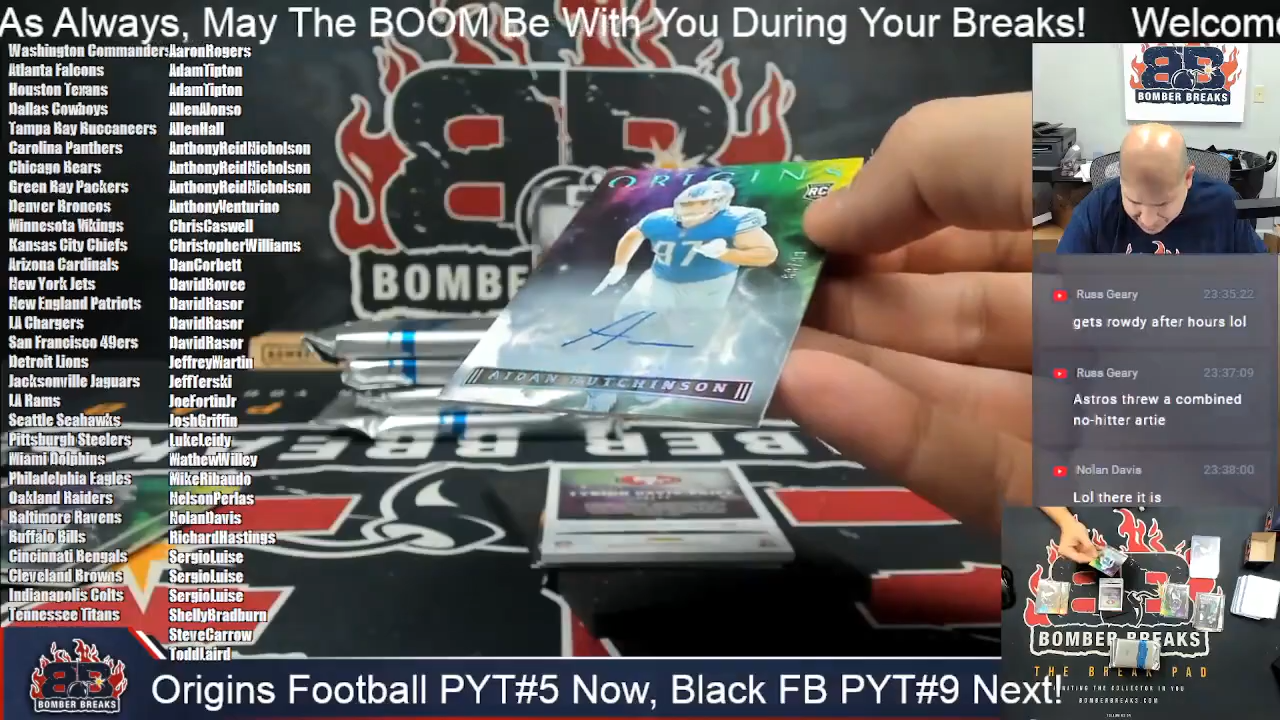 As Always, May The BOOM Be With You During Your Breaks! Welcome
Washington Commanders AaronRogers
Atlanta Falcons AdamTipton
Houston Texans AdamTipton
Dallas Cowboys AllenAlonso
Tampa Bay Buccaneers AllenHall
Carolina Panthers AnthonyReidNicholson
Chicago Bears AnthonyReidNicholson
Green Bay Packers AnthonyReidNicholson
Denver Broncos AnthonyVenturino
Minnesota Vikings ChrisCaswell
Kansas City Chiefs ChristopherWilliams
Arizona Cardinals DanCorbett
New York Jets DavidBovee
New England Patriots DavidRasor
LA Chargers DavidRasor
San Francisco 49ers DavidRasor
Detroit Lions JeffreyMartin
Jacksonville Jaguars JeffTerski
LA Rams JoeFortinJr
Seattle Seahawks JoshGriffin
Pittsburgh Steelers LukeLeidy
Miami Dolphins MathewWilley
Philadelphia Eagles MikeRibaudo
Oakland Raiders NelsonPerlas
Baltimore Ravens NolanDavis
Buffalo Bills RichardHastings
Cincinnati Bengals SergioLuise
Cleveland Browns SergioLuise
Indianapolis Colts SergioLuise
Tennessee Titans ShellyBradburn
SteveCarrow
ToddLaird
ORIGINS
RC
97
AIDAN HUTCHINSON
BOMB
BOMBER BREAKS
Russ Geary 23:35:22
gets rowdy after hours lol
Russ Geary 23:37:09
Astros threw a combined
no-hitter artie
Nolan Davis 23:38:00
Lol there it is
BOMBER BREAKS
THE BREAK PAD
BOMBERBREAKS.COM
BOMBER BREAKS
Origins Football PYT#5 Now, Black FB PYT#9 Next!